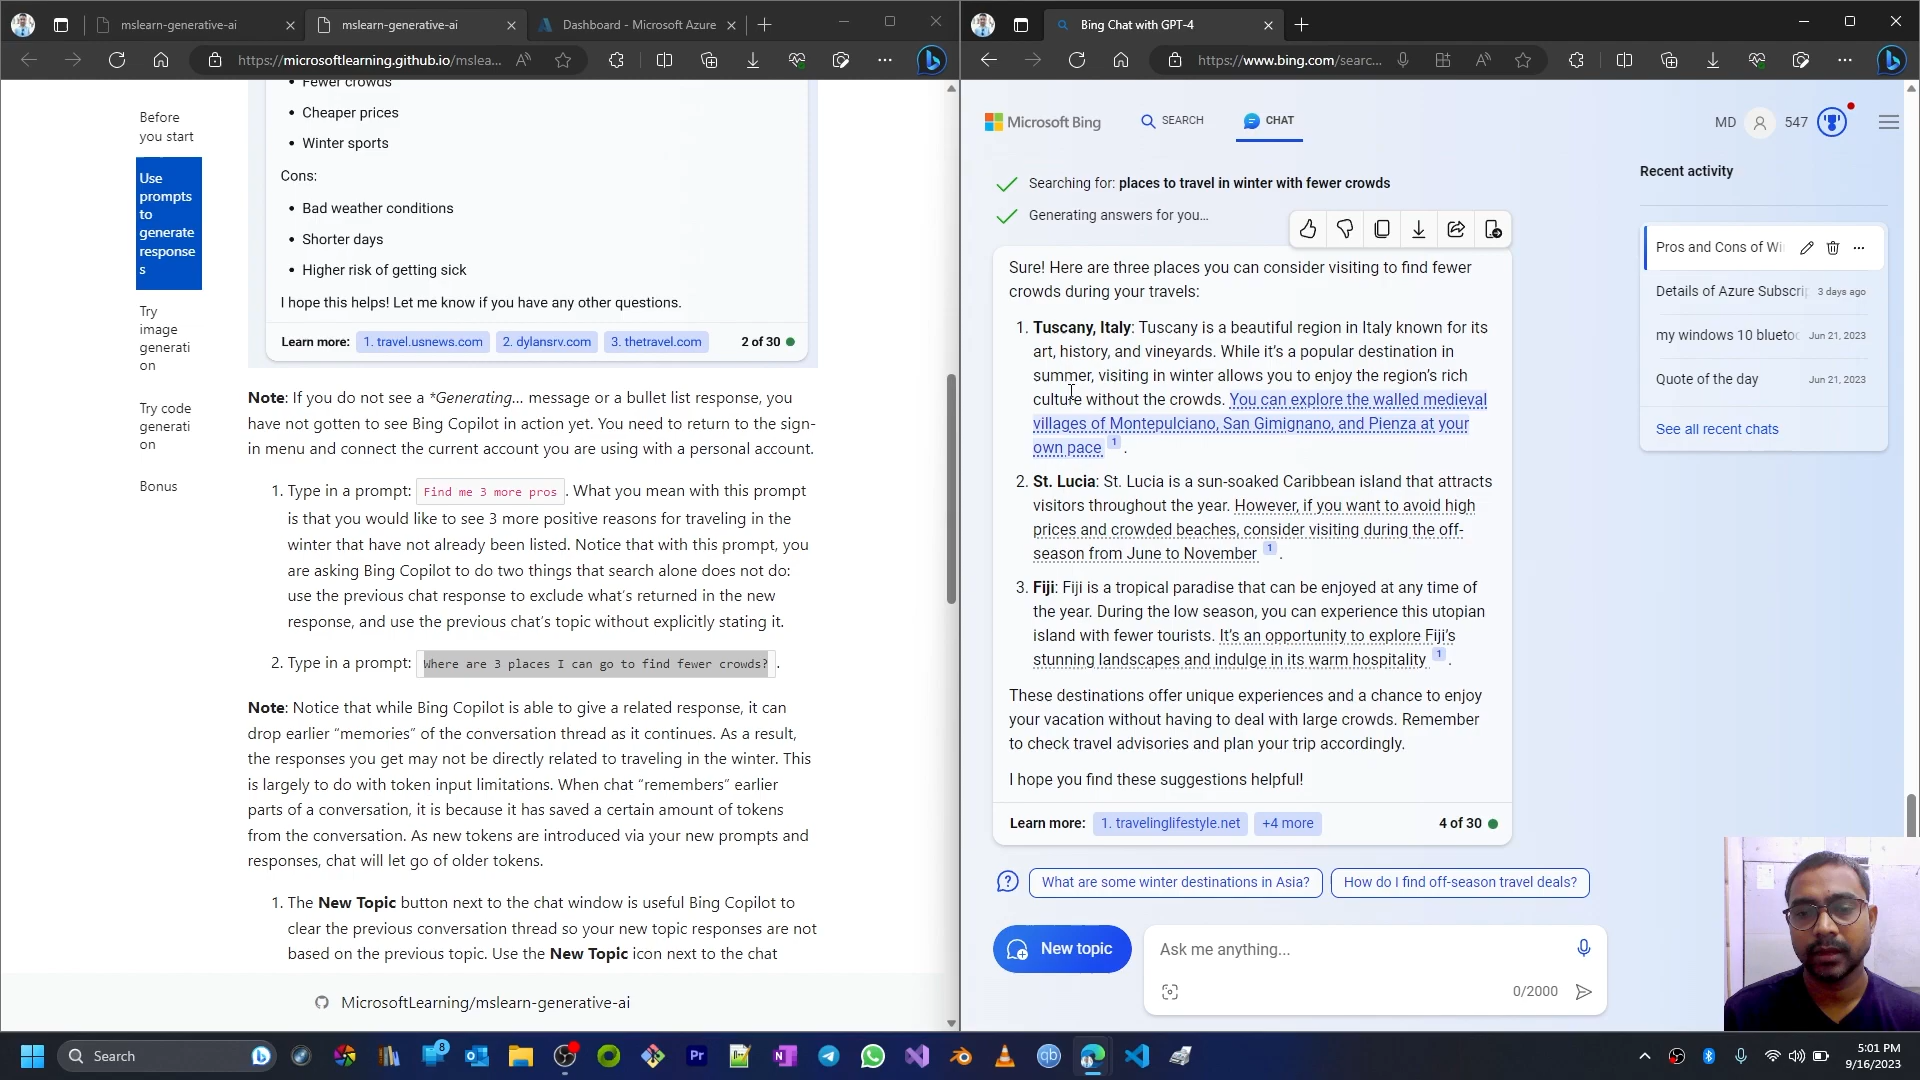 mslearn-generative-ai
mslearn-generative-ai
Dashboard - Microsoft Azure
https://microsoftlearning.github.io/mslea...
Before
you start
Use
prompts
to
generate
response
s
Try
image
generati
on
Try code
generati
on
Bonus
• Fewer crowds
• Cheaper prices
• Winter sports
Cons:
• Bad weather conditions
• Shorter days
• Higher risk of getting sick
I hope this helps! Let me know if you have any other questions.
Learn more: 1. travel.usnews.com 2. dylansrv.com 3. thetravel.com 2 of 30
Note: If you do not see a *Generating... message or a bullet list response, you
have not gotten to see Bing Copilot in action yet. You need to return to the sign-
in menu and connect the current account you are using with a personal account.
1. Type in a prompt: Find me 3 more pros. What you mean with this prompt
is that you would like to see 3 more positive reasons for traveling in the
winter that have not already been listed. Notice that with this prompt, you
are asking Bing Copilot to do two things that search alone does not do:
use the previous chat response to exclude what's returned in the new
response, and use the previous chat's topic without explicitly stating it.
2. Type in a prompt: Where are 3 places I can go to find fewer crowds?.
Note: Notice that while Bing Copilot is able to give a related response, it can
drop earlier "memories" of the conversation thread as it continues. As a result,
the responses you get may not be directly related to traveling in the winter. This
is largely to do with token input limitations. When chat "remembers" earlier
parts of a conversation, it is because it has saved a certain amount of tokens
from the conversation. As new tokens are introduced via your new prompts and
responses, chat will let go of older tokens.
1. The New Topic button next to the chat window is useful Bing Copilot to
clear the previous conversation thread so your new topic responses are not
based on the previous topic. Use the New Topic icon next to the chat
MicrosoftLearning/mslearn-generative-ai
Bing Chat with GPT-4
https://www.bing.com/searc...
Microsoft Bing
SEARCH
CHAT
MD
547
Searching for: places to travel in winter with fewer crowds
Generating answers for you...
Sure! Here are three places you can consider visiting to find fewer
crowds during your travels:
1. Tuscany, Italy: Tuscany is a beautiful region in Italy known for its
art, history, and vineyards. While it's a popular destination in
summer, visiting in winter allows you to enjoy the region's rich
culture without the crowds. You can explore the walled medieval
villages of Montepulciano, San Gimignano, and Pienza at your
own pace 1.
2. St. Lucia: St. Lucia is a sun-soaked Caribbean island that attracts
visitors throughout the year. However, if you want to avoid high
prices and crowded beaches, consider visiting during the off-
season from June to November 1.
3. Fiji: Fiji is a tropical paradise that can be enjoyed at any time of
the year. During the low season, you can experience this utopian
island with fewer tourists. It's an opportunity to explore Fiji's
stunning landscapes and indulge in its warm hospitality 1.
These destinations offer unique experiences and a chance to enjoy
your vacation without having to deal with large crowds. Remember
to check travel advisories and plan your trip accordingly.
I hope you find these suggestions helpful!
Learn more: 1. travelinglifestyle.net +4 more 4 of 30
What are some winter destinations in Asia?
How do I find off-season travel deals?
New topic
Ask me anything...
0/2000
Recent activity
Pros and Cons of Wi
Details of Azure Subscrip 3 days ago
my windows 10 bluetoo Jun 21, 2023
Quote of the day Jun 21, 2023
See all recent chats
Search
8
Pr
N
qb
5:01 PM
9/16/2023